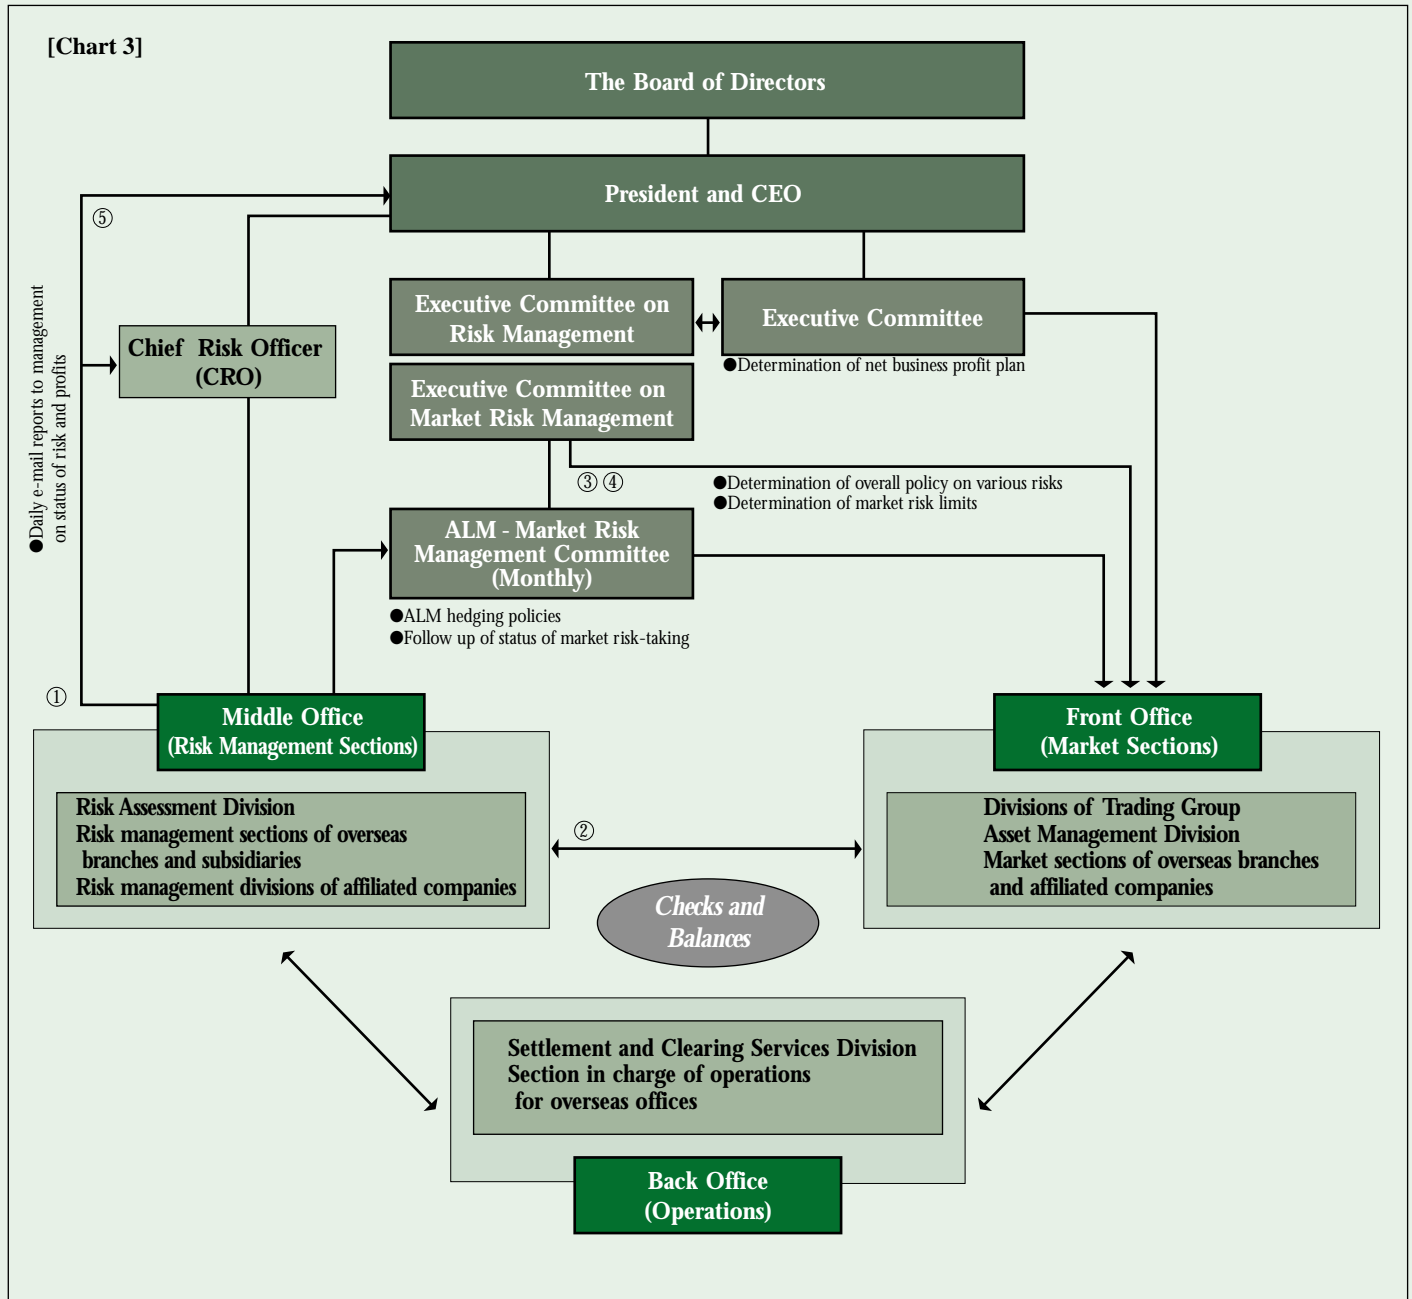 [Chart 3]
The Board of Directors
President and CEO
⑤
●Daily e-mail reports to management
on status of risk and profits
Chief Risk Officer
(CRO)
Executive Committee on
Risk Management
Executive Committee
●Determination of net business profit plan
Executive Committee on
Market Risk Management
③ ④
●Determination of overall policy on various risks
●Determination of market risk limits
ALM - Market Risk
Management Committee
(Monthly)
●ALM hedging policies
●Follow up of status of market risk-taking
①
Middle Office
(Risk Management Sections)
Risk Assessment Division
Risk management sections of overseas
branches and subsidiaries
Risk management divisions of affiliated companies
②
Front Office
(Market Sections)
Divisions of Trading Group
Asset Management Division
Market sections of overseas branches
and affiliated companies
Checks and
Balances
Settlement and Clearing Services Division
Section in charge of operations
for overseas offices
Back Office
(Operations)